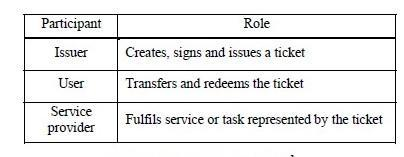 Participant Role
Issuer Creates, signs and issues a ticket
User Transfers and redeems the ticket
Service
provider Fulfils service or task represented by the ticket